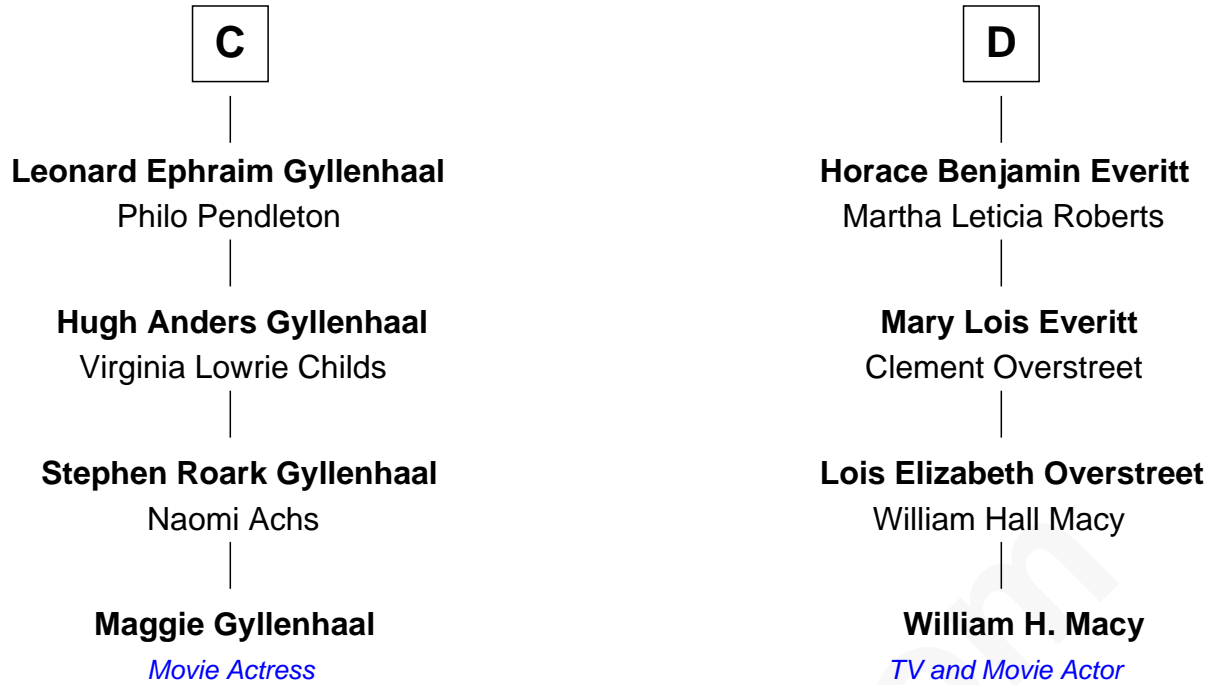 C
Leonard Ephraim Gyllenhaal
Philo Pendleton
Hugh Anders Gyllenhaal
Virginia Lowrie Childs
Stephen Roark Gyllenhaal
Naomi Achs
Maggie Gyllenhaal
Movie Actress
D
Horace Benjamin Everitt
Martha Leticia Roberts
Mary Lois Everitt
Clement Overstreet
Lois Elizabeth Overstreet
William Hall Macy
William H. Macy
TV and Movie Actor